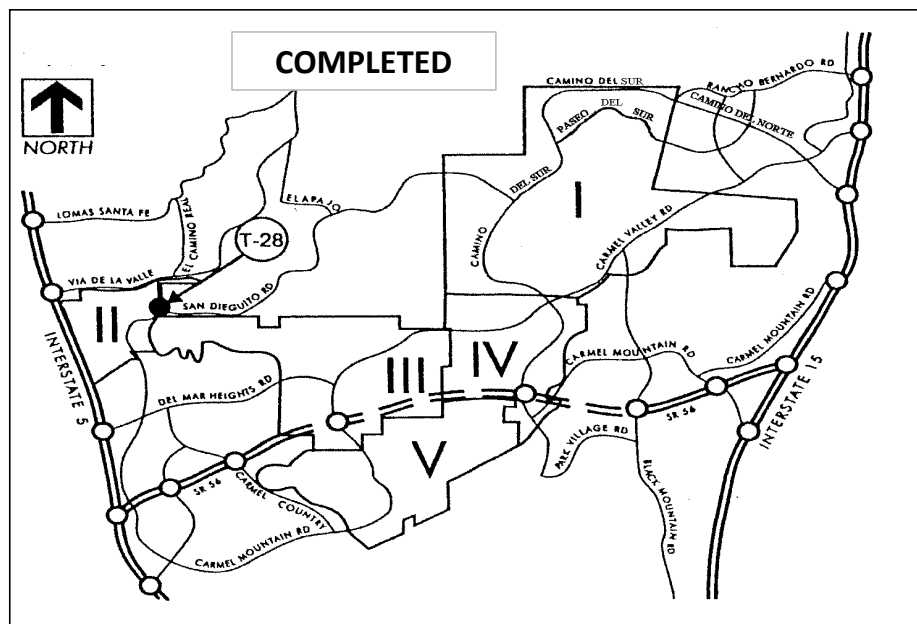 COMPLETED
NORTH
CAMINO DEL SUR
RANCHO BERNARDO RD
CAMINO DEL NORTE
PASEO DEL SUR
DEL SUR
CAMINO
I
EL APAJO
EL CAMINO REAL
LOMAS SANTA FE
T-28
CARMEL VALLEY RD
VIA DE LA VALLE
SAN DIEGUITO RD
II
III
IV
V
INTERSTATE 5
DEL MAR HEIGHTS RD
CARMEL MOUNTAIN RD
CARMEL MOUNTAIN RD
SR 56
INTERSTATE 15
PARK VILLAGE RD
BLACK MOUNTAIN RD
SR 56
CARMEL COUNTRY
CARMEL MOUNTAIN RD